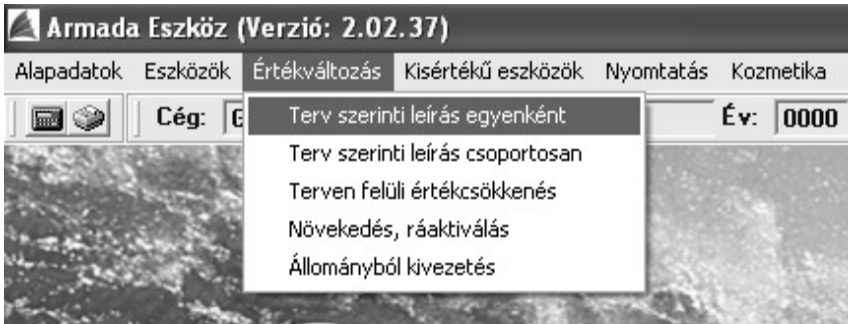 Armada Eszköz (Verzió: 2.02.37)
Alapadatok Eszközök Értékváltozás Kisértékű eszközök Nyomtatás Kozmetika
Cég: G Év: 0000
Terv szerinti leírás egyenként
Terv szerinti leírás csoportosan
Terven felüli értékcsökkenés
Növekedés, ráaktiválás
Állományból kivezetés